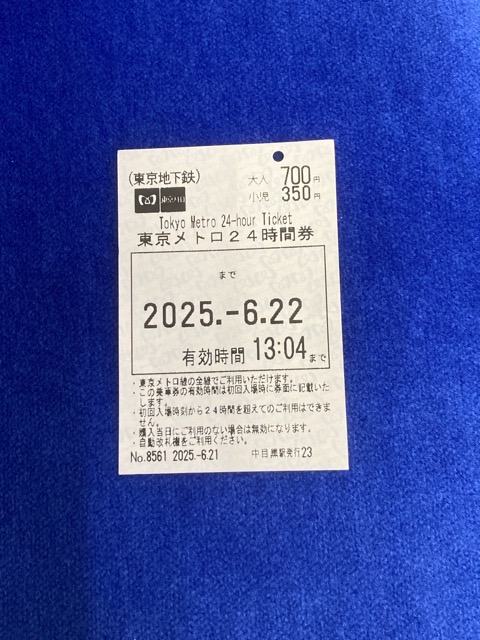 (東京地下鉄)
大人 700円
小児 350円
東京メトロ
Tokyo Metro 24-hour Ticket
東京メトロ24時間券
まで
2025.-6.22
有効時間 13:04まで
・東京メトロ線の全線でご利用いただけます。
・この乗車券の有効時間は初回入場時に券面に記載いた
します。
・初回入場時刻から24時間を超えてのご利用はできま
せん。
・購入当日にご利用のない場合は無効になります。
・自動改札機をご利用ください。
No.8561 2025.-6.21 中目黒駅発行23